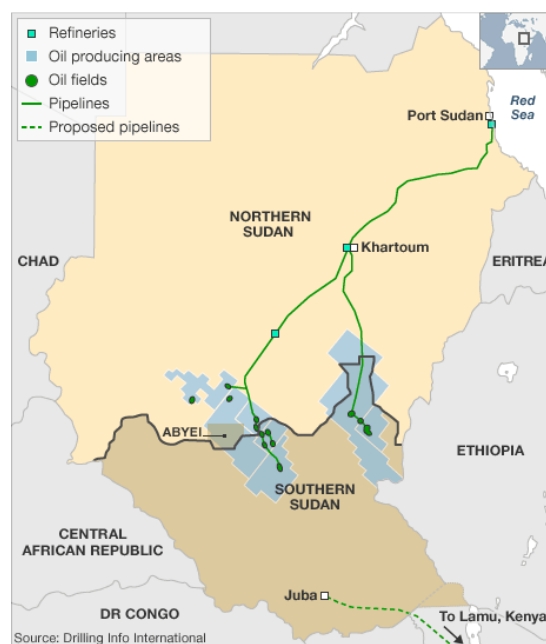 Refineries
Oil producing areas
Oil fields
Pipelines
Proposed pipelines
Port Sudan
Red
Sea
NORTHERN
SUDAN
Khartoum
CHAD
ERITREA
ABYEI
ETHIOPIA
SOUTHERN
SUDAN
CENTRAL
AFRICAN REPUBLIC
Juba
DR CONGO
To Lamu, Kenya
Source: Drilling Info International